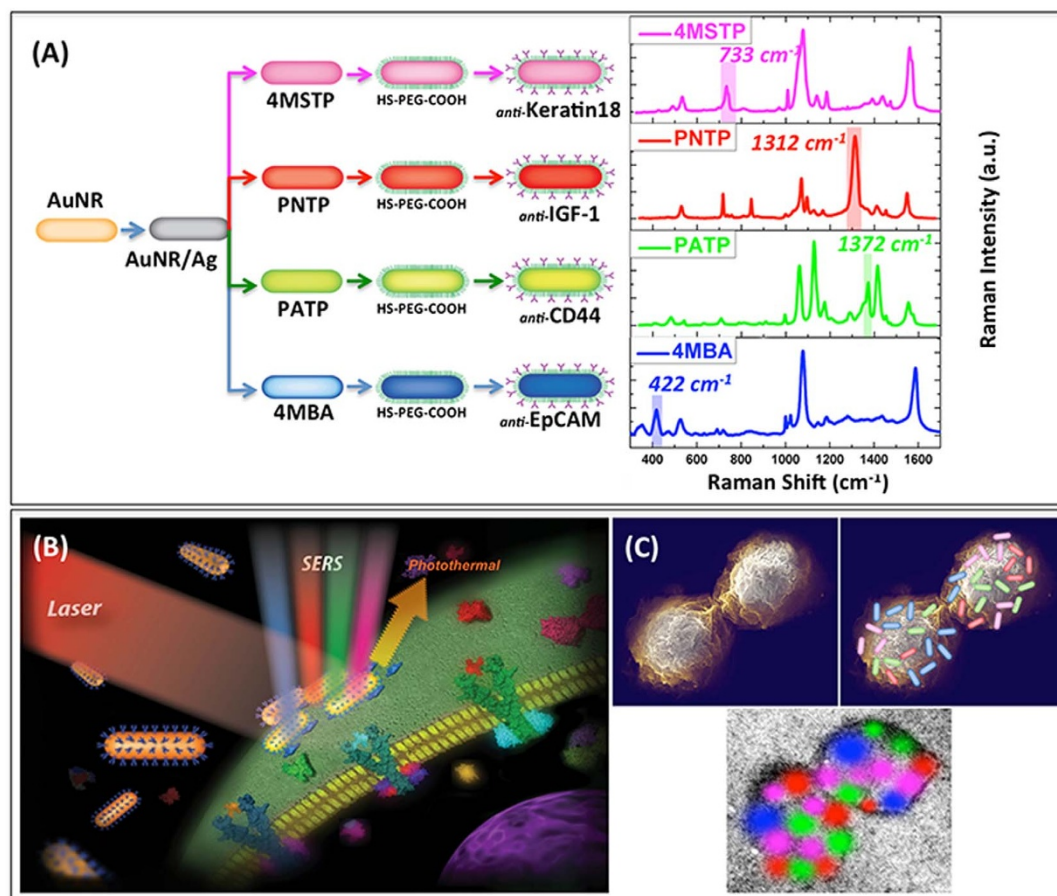 (A)
4MSTP
HS-PEG-COOH
anti-Keratin18
AuNR
AuNR/Ag
PNTP
HS-PEG-COOH
anti-IGF-1
PATP
HS-PEG-COOH
anti-CD44
4MBA
HS-PEG-COOH
anti-EpCAM
4MSTP
733 cm-1
PNTP
1312 cm-1
PATP
1372 cm-1
4MBA
422 cm-1
400 600 800 1000 1200 1400 1600
Raman Shift (cm-1)
Raman Intensity (a.u.)
(B)
Laser
SERS
Photothermal
(C)